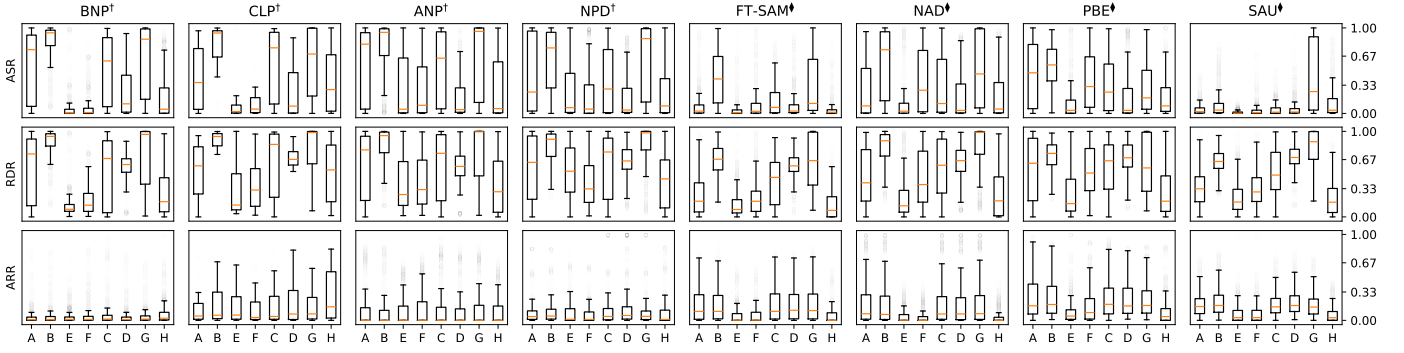 BNP† CLP† ANP† NPD† FT-SAM♦ NAD♦ PBE♦ SAU♦
ASR 1.00 0.67 0.33 0.00
RDR 1.00 0.67 0.33 0.00
ARR 1.00 0.67 0.33 0.00
A B E F C D G H A B E F C D G H A B E F C D G H A B E F C D G H A B E F C D G H A B E F C D G H A B E F C D G H A B E F C D G H